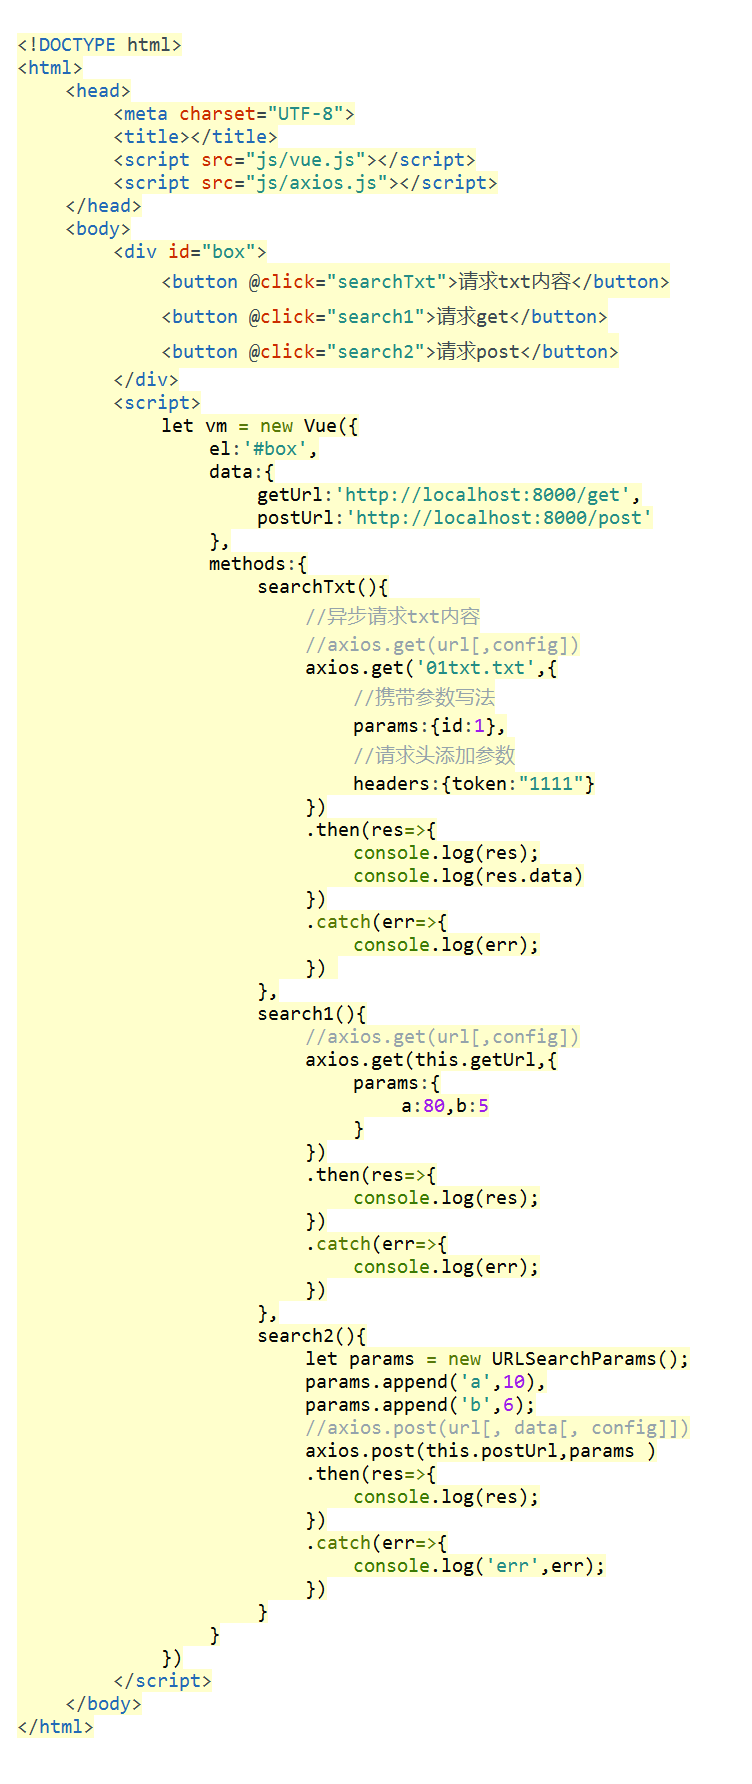 <!DOCTYPE html>
<html>
    <head>
        <meta charset="UTF-8">
        <title></title>
        <script src="js/vue.js"></script>
        <script src="js/axios.js"></script>
    </head>
    <body>
        <div id="box">
            <button @click="searchTxt">请求txt内容</button>
            <button @click="search1">请求get</button>
            <button @click="search2">请求post</button>
        </div>
        <script>
            let vm = new Vue({
                el:'#box',
                data:{
                    getUrl:'http://localhost:8000/get',
                    postUrl:'http://localhost:8000/post'
                },
                methods:{
                    searchTxt(){
                        //异步请求txt内容
                        //axios.get(url[,config])
                        axios.get('01txt.txt',{
                            //携带参数写法
                            params:{id:1},
                            //请求头添加参数
                            headers:{token:"1111"}
                        })
                        .then(res=>{
                            console.log(res);
                            console.log(res.data)
                        })
                        .catch(err=>{
                            console.log(err);
                        })
                    },
                    search1(){
                        //axios.get(url[,config])
                        axios.get(this.getUrl,{
                            params:{
                                a:80,b:5
                            }
                        })
                        .then(res=>{
                            console.log(res);
                        })
                        .catch(err=>{
                            console.log(err);
                        })
                    },
                    search2(){
                        let params = new URLSearchParams();
                        params.append('a',10),
                        params.append('b',6);
                        //axios.post(url[, data[, config]])
                        axios.post(this.postUrl,params )
                        .then(res=>{
                            console.log(res);
                        })
                        .catch(err=>{
                            console.log('err',err);
                        })
                    }
                }
            })
        </script>
    </body>
</html>